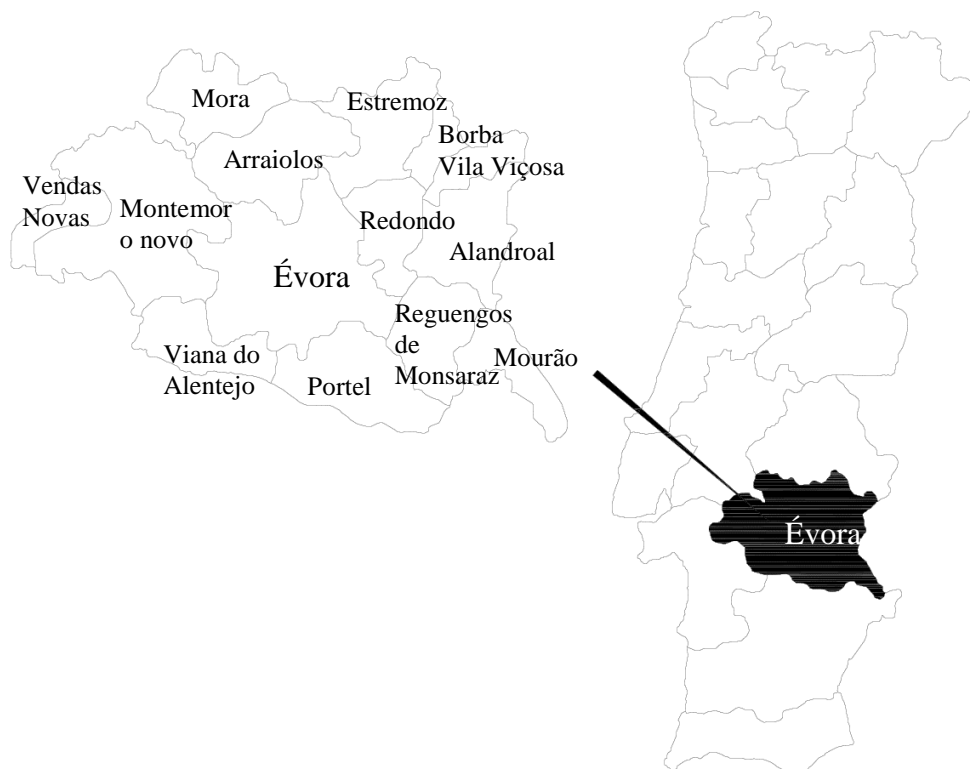 Mora
Estremoz
Borba
Arraiolos
Vila Viçosa
Vendas
Novas
Montemor
o novo
Redondo
Alandroal
Évora
Reguengos
de
Monsaraz
Mourão
Viana do
Alentejo
Portel
Évora